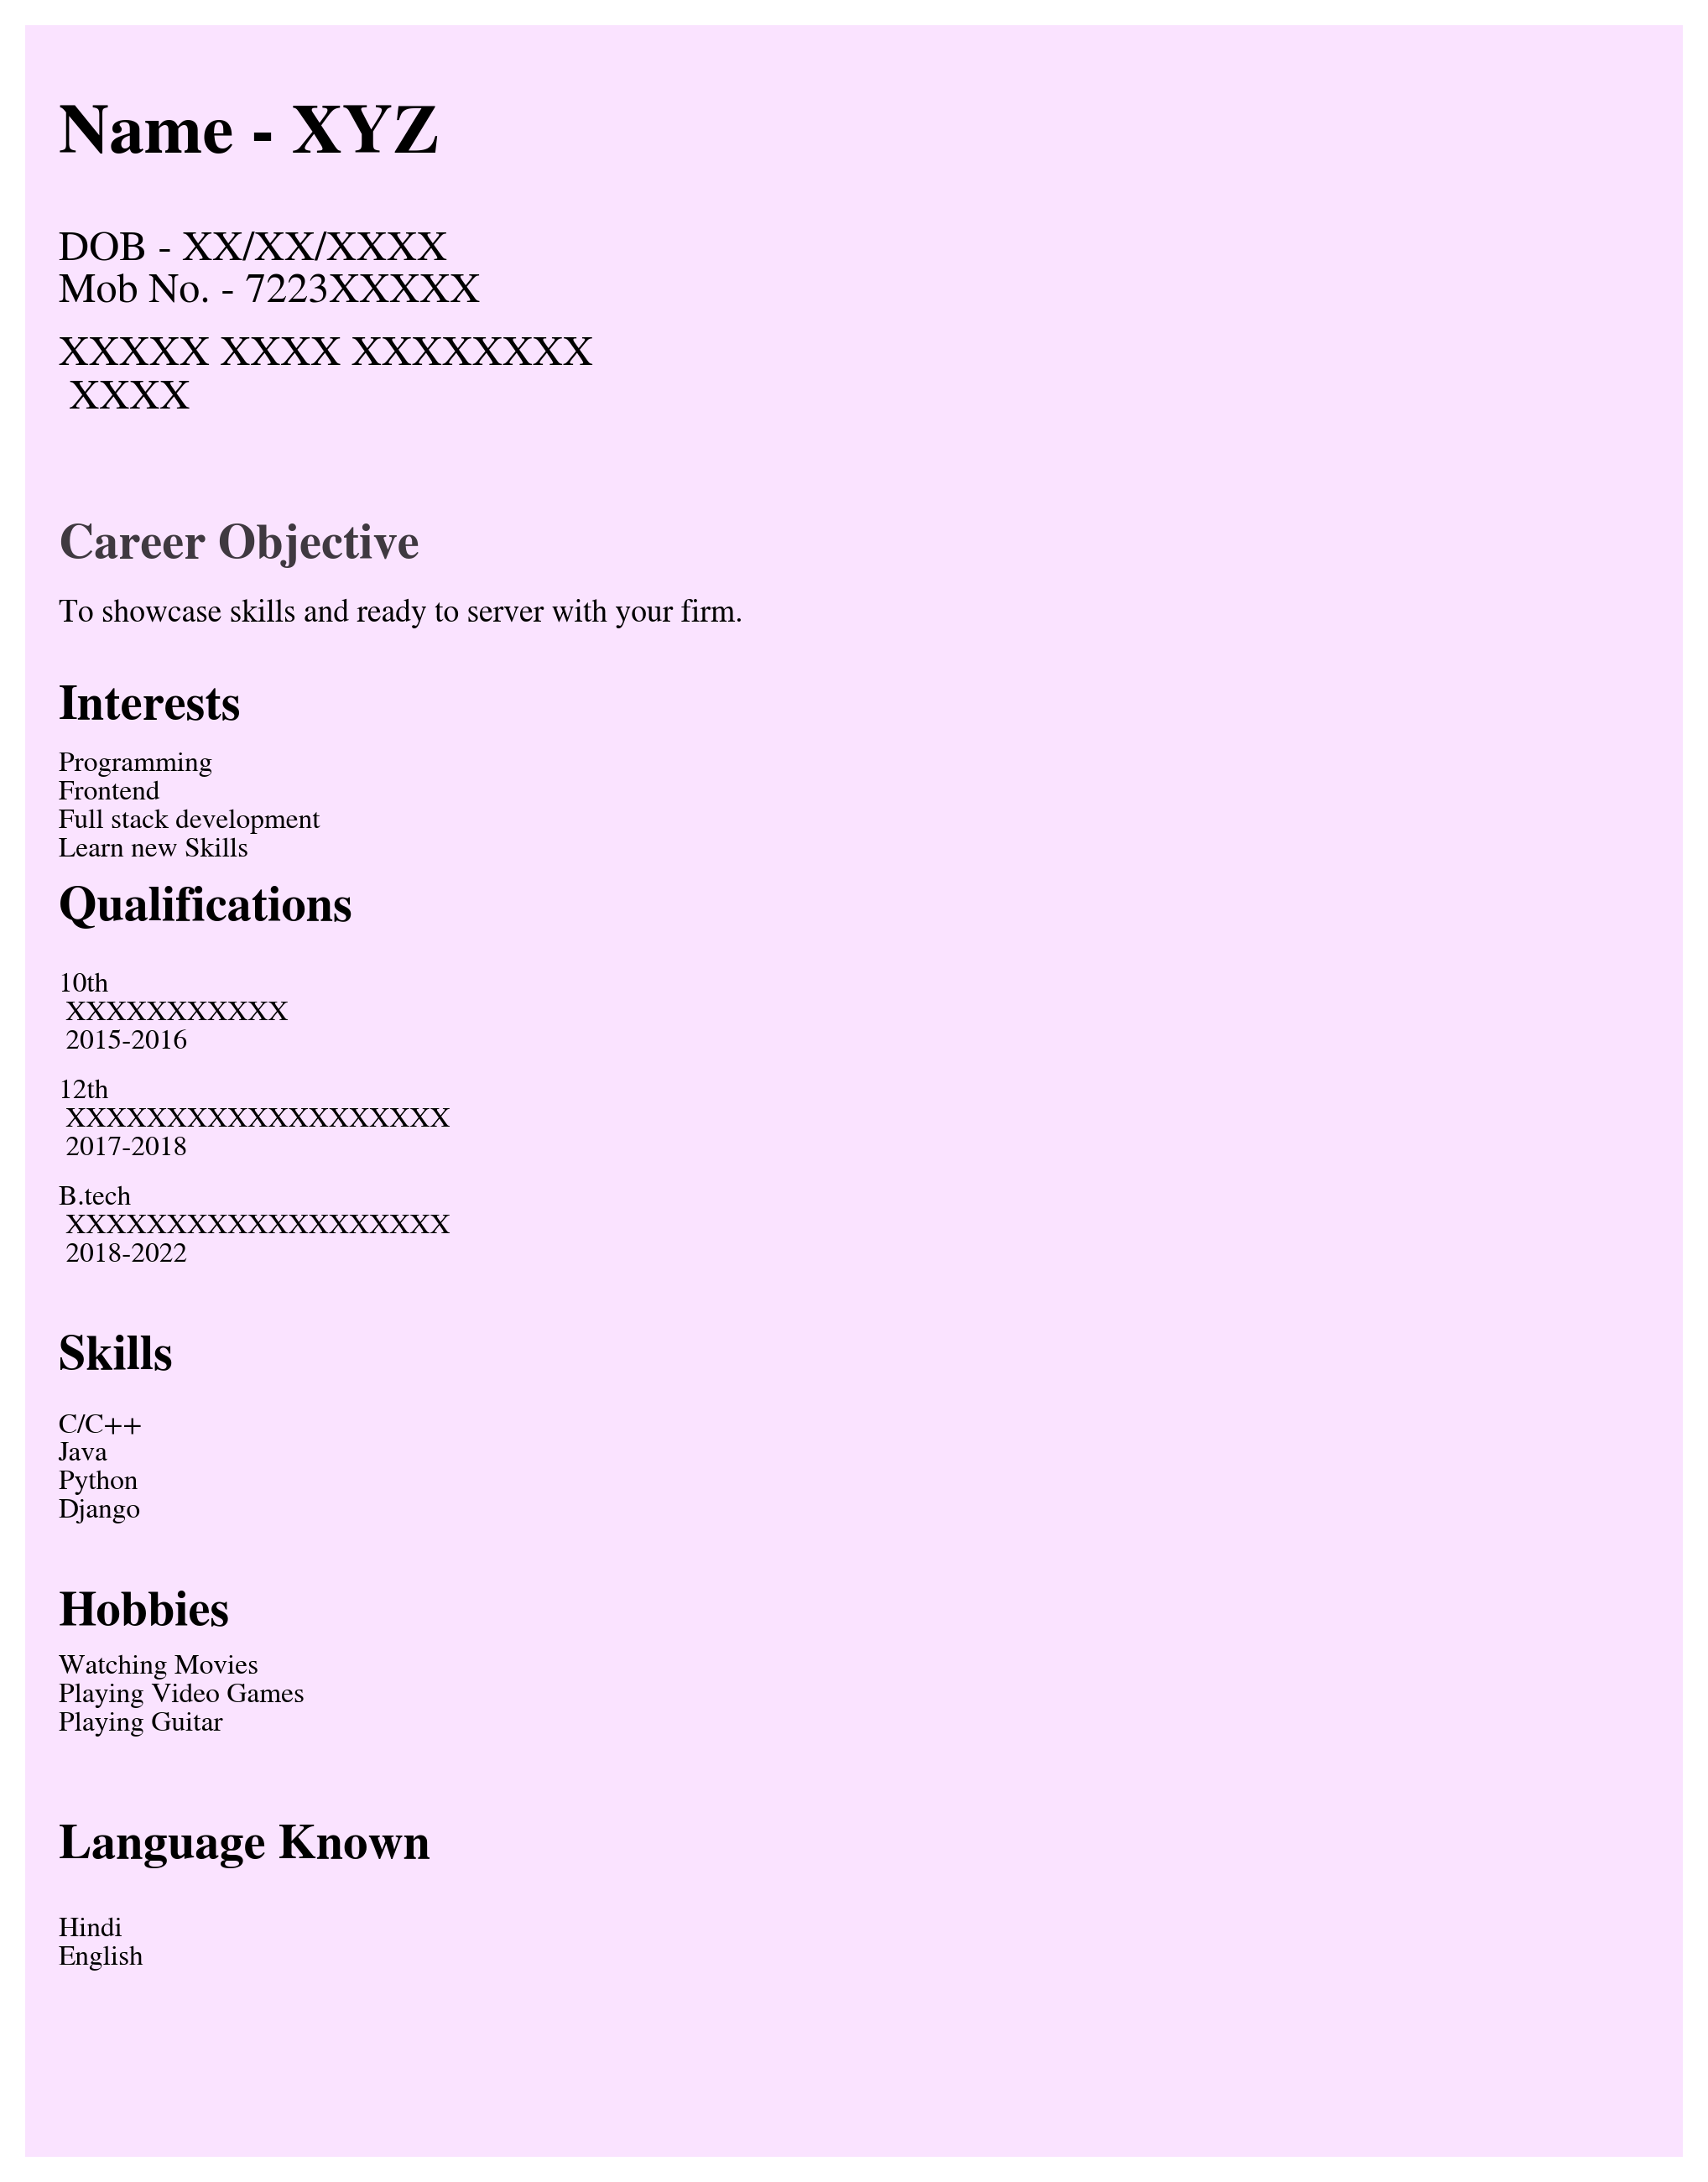 Name - XYZ
DOB - XX/XX/XXXX
Mob No. - 7223XXXXX
XXXXX XXXX XXXXXXXX
XXXX
Career Objective
To showcase skills and ready to server with your firm.
Interests
Programming
Frontend
Full stack development
Learn new Skills
Qualifications
10th
XXXXXXXXXXX
2015-2016
12th
XXXXXXXXXXXXXXXXXXX
2017-2018
B.tech
XXXXXXXXXXXXXXXXXXX
2018-2022
Skills
C/C++
Java
Python
Django
Hobbies
Watching Movies
Playing Video Games
Playing Guitar
Language Known
Hindi
English